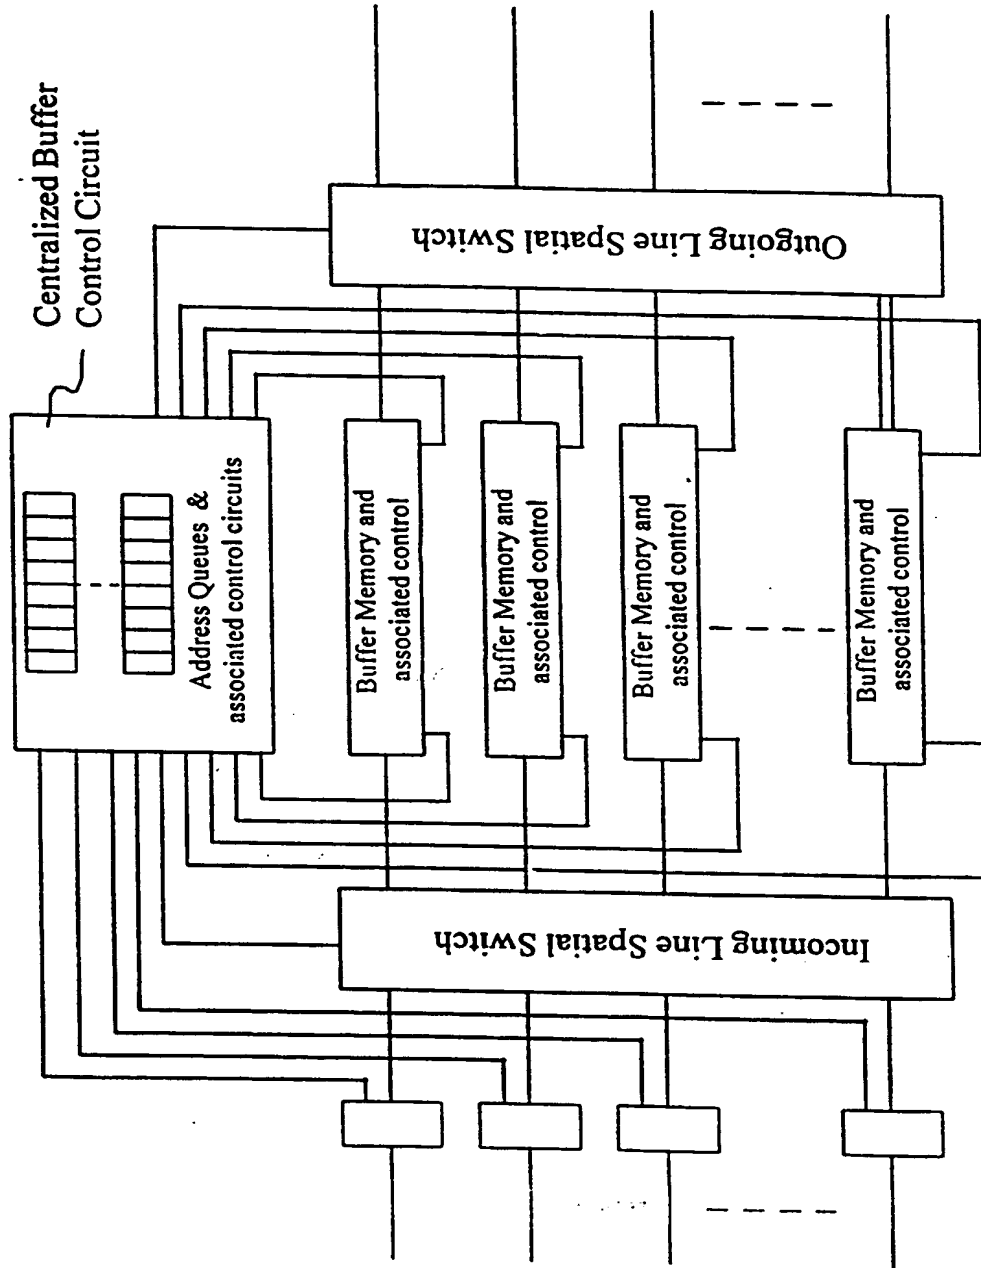 Centralized Buffer
Control Circuit
Address Queues &
associated control circuits
Buffer Memory and
associated control
Buffer Memory and
associated control
Buffer Memory and
associated control
Buffer Memory and
associated control
Incoming Line Spatial Switch
Outgoing Line Spatial Switch